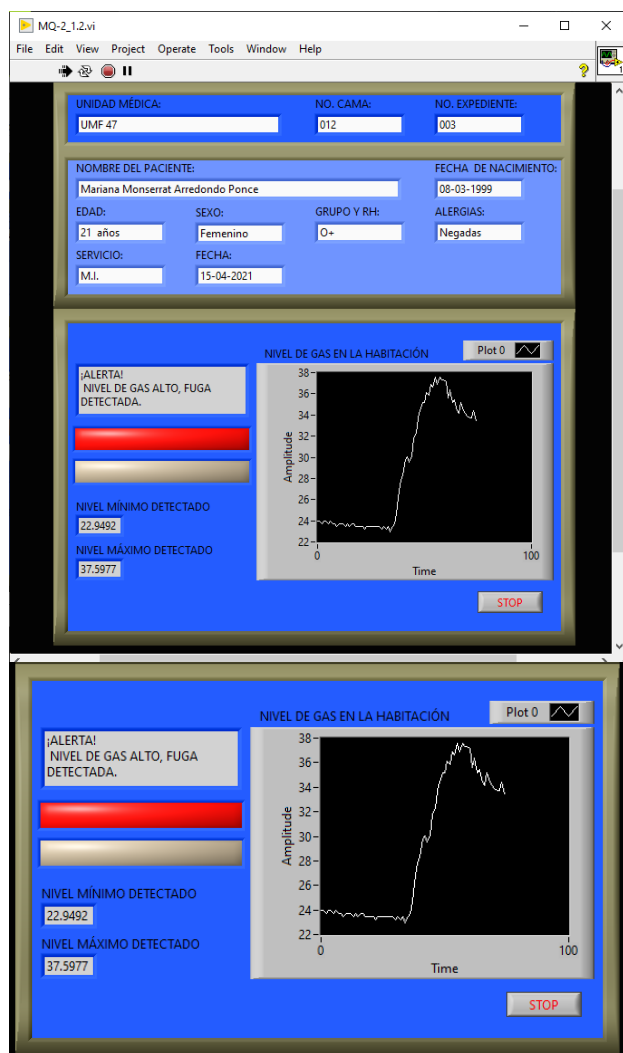 MQ-2_1.2.vi
File Edit View Project Operate Tools Window Help
UNIDAD MÉDICA: NO. CAMA: NO. EXPEDIENTE:
UMF 47 012 003
NOMBRE DEL PACIENTE: FECHA DE NACIMIENTO:
Mariana Monserrat Arredondo Ponce 08-03-1999
EDAD: SEXO: GRUPO Y RH: ALERGIAS:
21 años Femenino O+ Negadas
SERVICIO: FECHA:
M.I. 15-04-2021
NIVEL DE GAS EN LA HABITACIÓN Plot 0
¡ALERTA!
NIVEL DE GAS ALTO, FUGA
DETECTADA.
NIVEL MÍNIMO DETECTADO
22.9492
NIVEL MÁXIMO DETECTADO
37.5977
38
36
34
32
30
28
26
24
22
Amplitude
0 100
Time
STOP
NIVEL DE GAS EN LA HABITACIÓN Plot 0
¡ALERTA!
NIVEL DE GAS ALTO, FUGA
DETECTADA.
NIVEL MÍNIMO DETECTADO
22.9492
NIVEL MÁXIMO DETECTADO
37.5977
38
36
34
32
30
28
26
24
22
Amplitude
0 100
Time
STOP